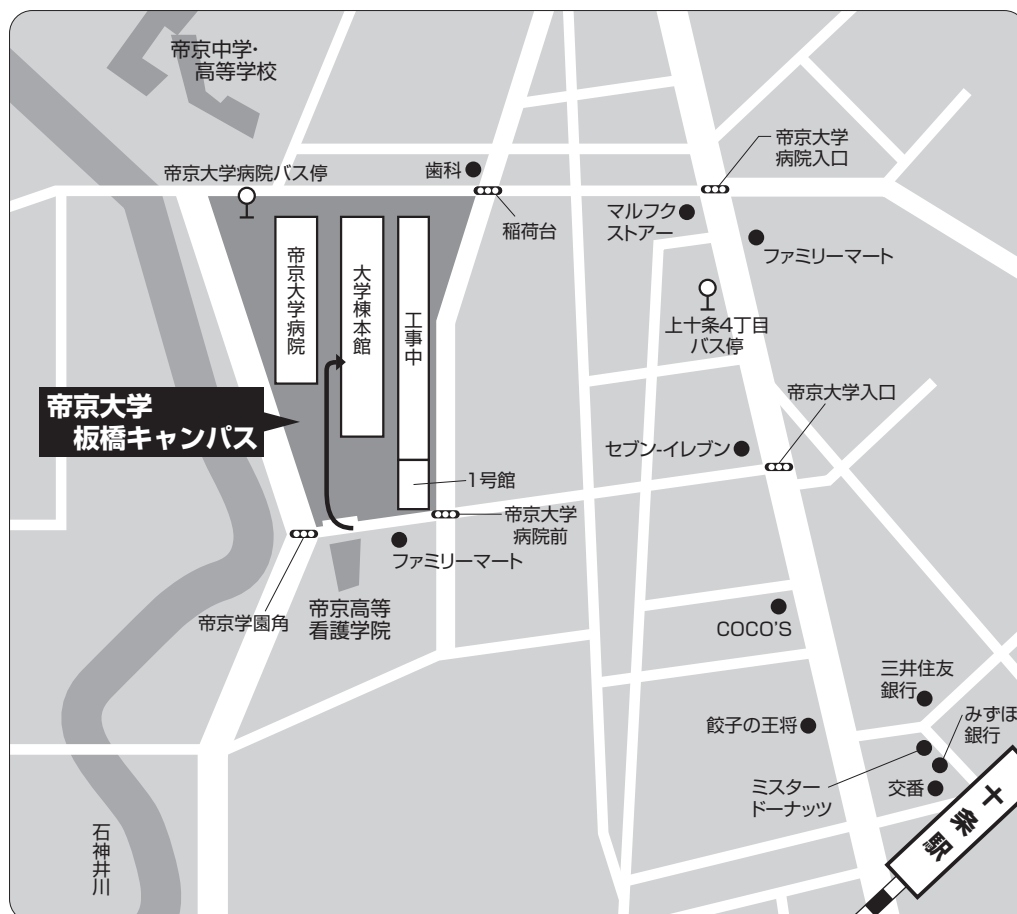 帝京中学・
高等学校
帝京大学
病院入口
帝京大学病院バス停
歯科
稲荷台
マルフク
ストアー
ファミリーマート
帝京大学病院
大学棟本館
工事中
上十条4丁目
バス停
帝京大学
板橋キャンパス
帝京大学入口
セブン-イレブン
1号館
帝京大学
病院前
ファミリーマート
帝京学園角
帝京高等
看護学院
COCO'S
三井住友
銀行
みずほ
銀行
餃子の王将
ミスター
ドーナッツ
交番
十条駅
石神井川